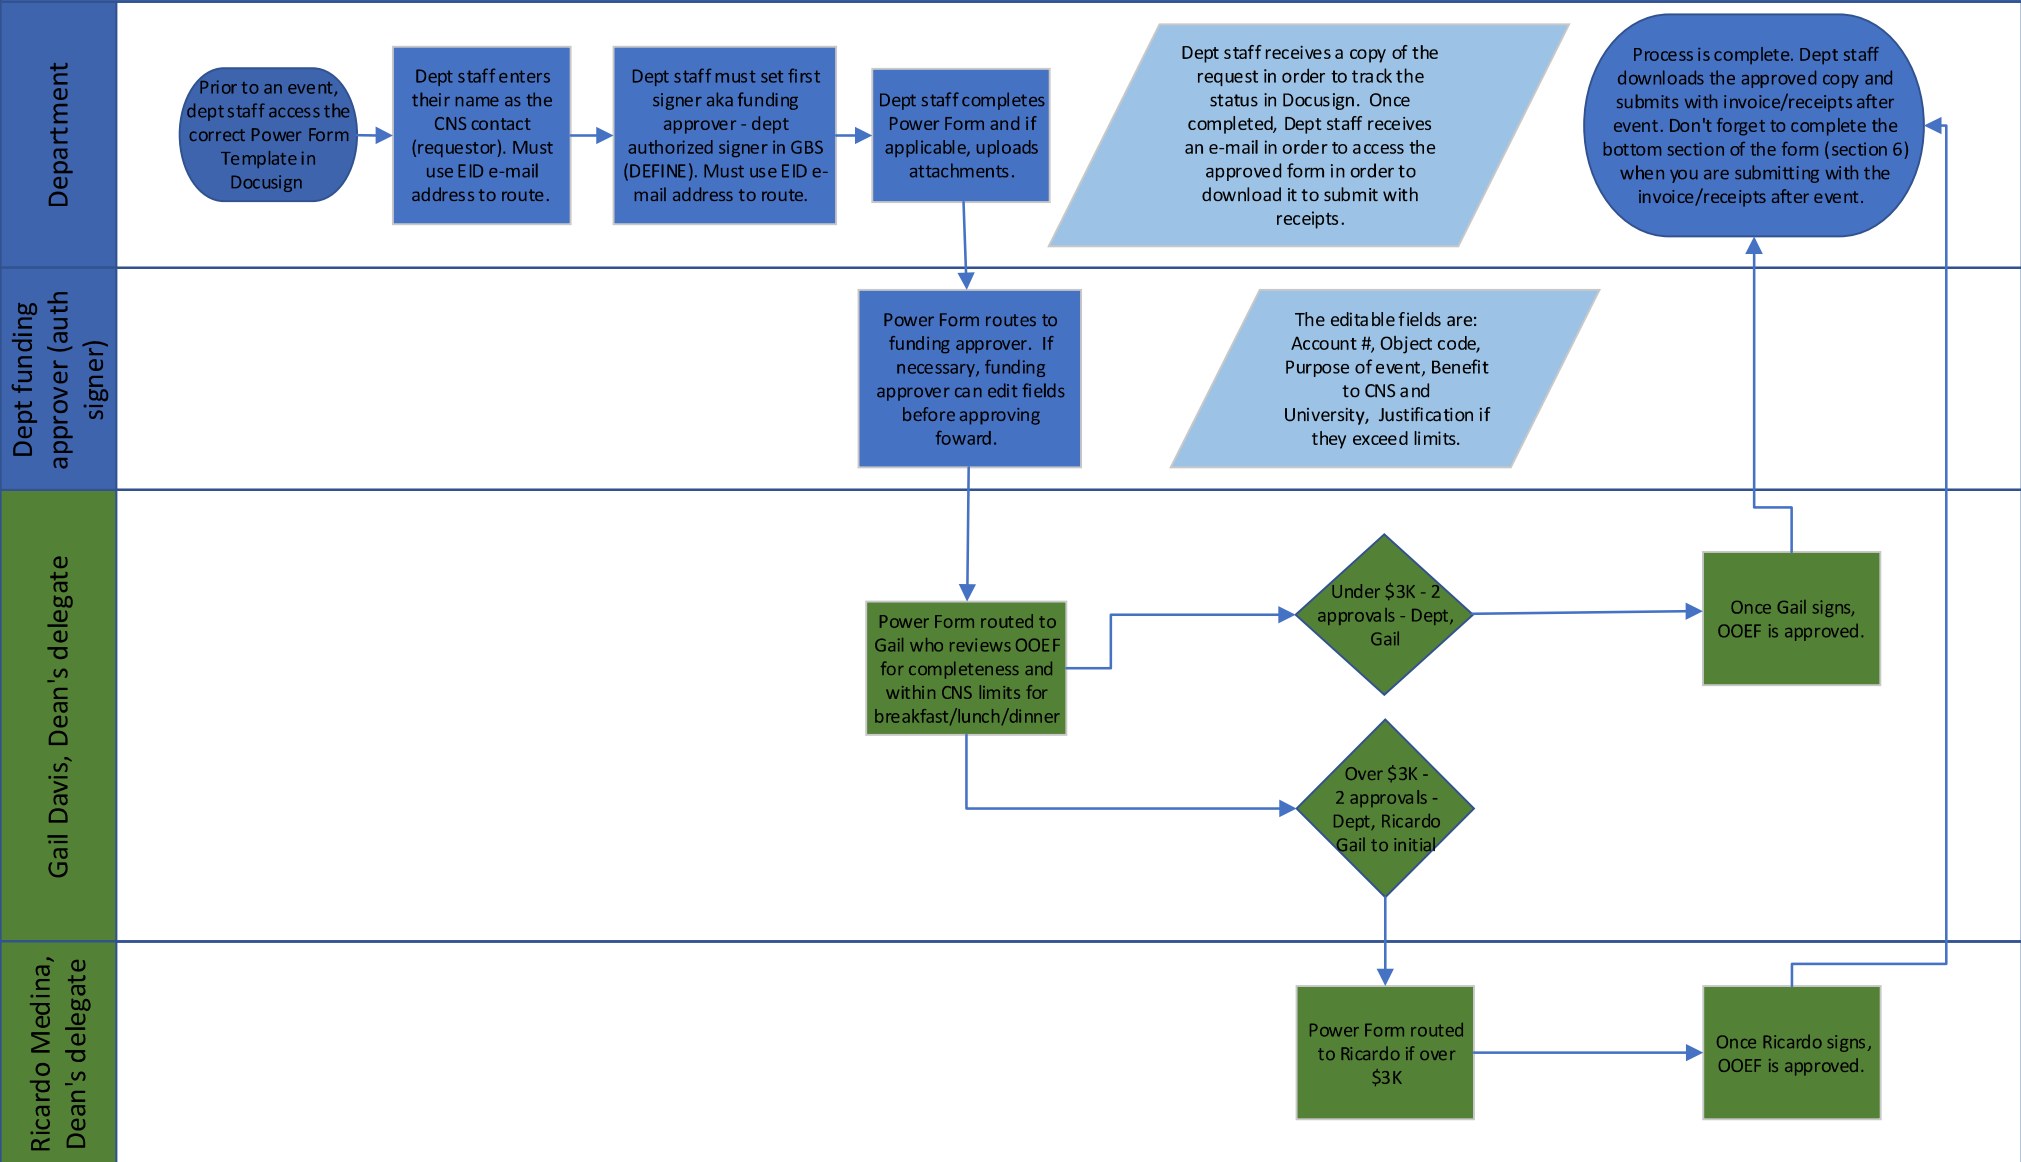 Department
Prior to an event,
dept staff access the
correct Power Form
Template in
Docusign
Dept staff enters
their name as the
CNS contact
(requestor). Must
use EID e-mail
address to route.
Dept staff must set first
signer aka funding
approver - dept
authorized signer in GBS
(DEFINE). Must use EID e-
mail address to route.
Dept staff completes
Power Form and if
applicable, uploads
attachments.
Dept staff receives a copy of the
request in order to track the
status in Docusign. Once
completed, Dept staff receives
an e-mail in order to access the
approved form in order to
download it to submit with
receipts.
Process is complete. Dept staff
downloads the approved copy and
submits with invoice/receipts after
event. Don't forget to complete the
bottom section of the form (section 6)
when you are submitting with the
invoice/receipts after event.
Dept funding
approver (auth
signer)
Power Form routes to
funding approver. If
necessary, funding
approver can edit fields
before approving
foward.
The editable fields are:
Account #, Object code,
Purpose of event, Benefit
to CNS and
University, Justification if
they exceed limits.
Gail Davis, Dean's delegate
Power Form routed to
Gail who reviews OOEF
for completeness and
within CNS limits for
breakfast/lunch/dinner
Under $3K - 2
approvals - Dept,
Gail
Once Gail signs,
OOEF is approved.
Over $3K -
2 approvals -
Dept, Ricardo
Gail to initial
Ricardo Medina,
Dean's delegate
Power Form routed
to Ricardo if over
$3K
Once Ricardo signs,
OOEF is approved.